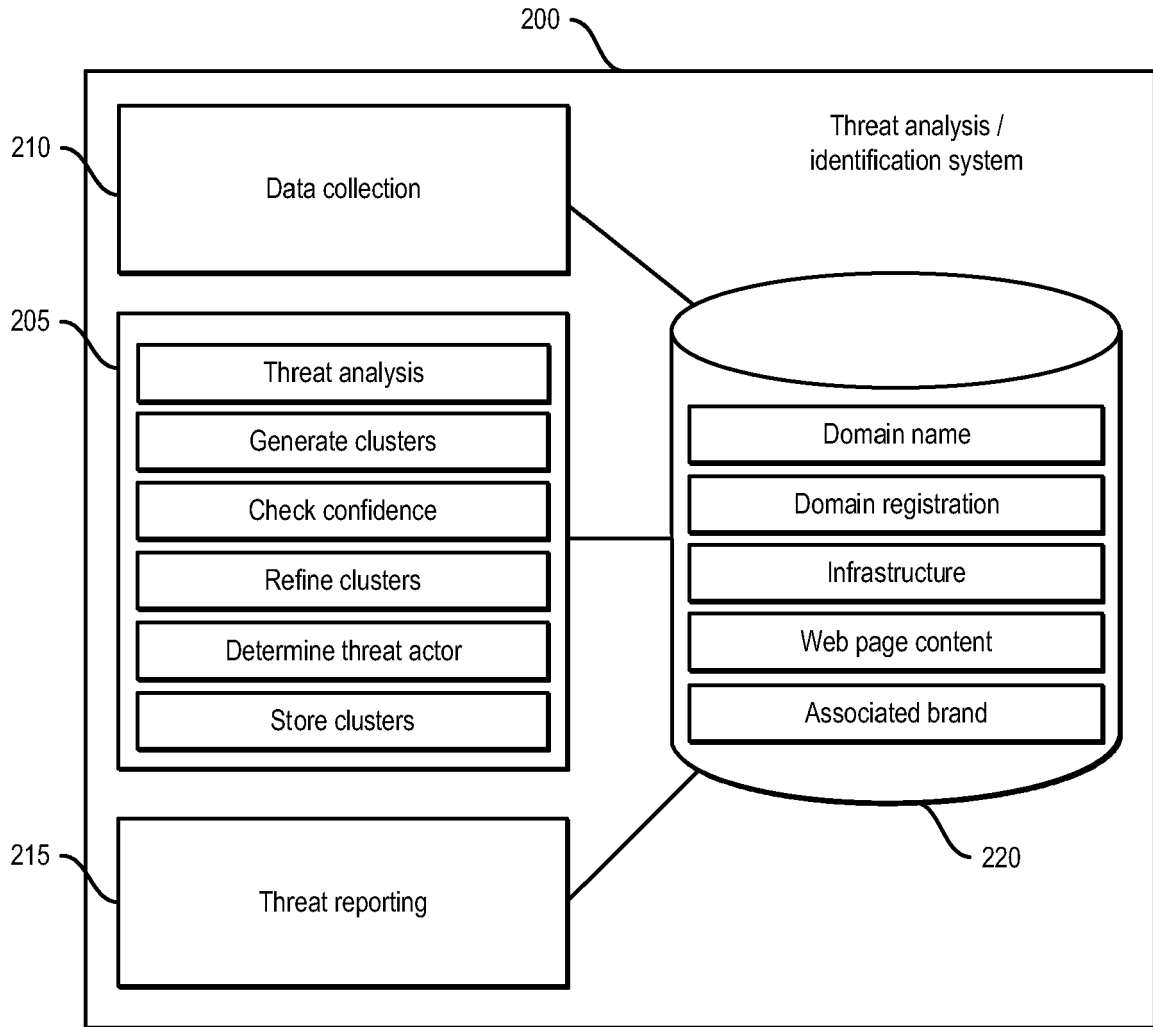 200
Threat analysis /
identification system
210
Data collection
205
Threat analysis
Generate clusters
Check confidence
Refine clusters
Determine threat actor
Store clusters
Domain name
Domain registration
Infrastructure
Web page content
Associated brand
220
215
Threat reporting